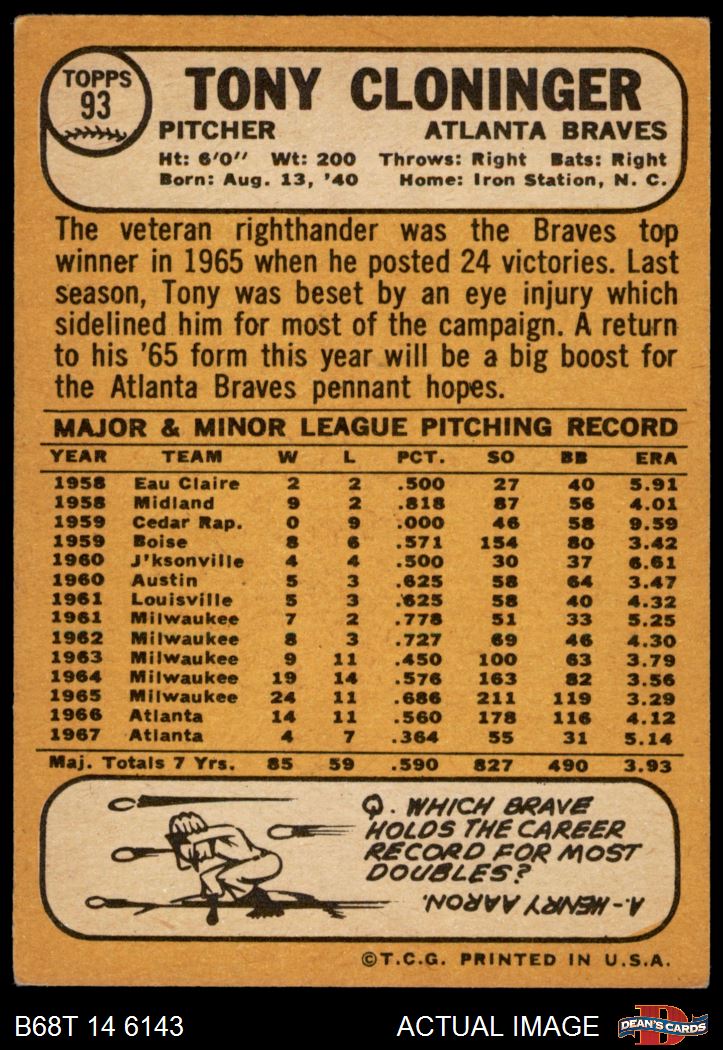 TOPPS
93
TONY CLONINGER
PITCHER ATLANTA BRAVES
Ht: 6'0" Wt: 200 Throws: Right Bats: Right
Born: Aug. 13, '40 Home: Iron Station, N. C.
The veteran righthander was the Braves top
winner in 1965 when he posted 24 victories. Last
season, Tony was beset by an eye injury which
sidelined him for most of the campaign. A return
to his '65 form this year will be a big boost for
the Atlanta Braves pennant hopes.
MAJOR & MINOR LEAGUE PITCHING RECORD
YEAR TEAM W L PCT. SO BB ERA
1958 Eau Claire 2 2 .500 27 40 5.91
1958 Midland 9 2 .818 87 56 4.01
1959 Cedar Rap. 0 9 .000 46 58 9.59
1959 Boise 8 6 .571 154 80 3.42
1960 J'ksonville 4 4 .500 30 37 6.61
1960 Austin 5 3 .625 58 64 3.47
1961 Louisville 5 3 .625 58 40 4.32
1961 Milwaukee 7 2 .778 51 33 5.25
1962 Milwaukee 8 3 .727 69 46 4.30
1963 Milwaukee 9 11 .450 100 63 3.79
1964 Milwaukee 19 14 .576 163 82 3.56
1965 Milwaukee 24 11 .686 211 119 3.29
1966 Atlanta 14 11 .560 178 116 4.12
1967 Atlanta 4 7 .364 55 31 5.14
Maj. Totals 7 Yrs. 85 59 .590 827 490 3.93
Q. WHICH BRAVE
HOLDS THE CAREER
RECORD FOR MOST
DOUBLES?
A-HENRY AARON.
©T.C.G. PRINTED IN U.S.A.
B68T 14 6143 ACTUAL IMAGE
D
DEAN'S CARDS